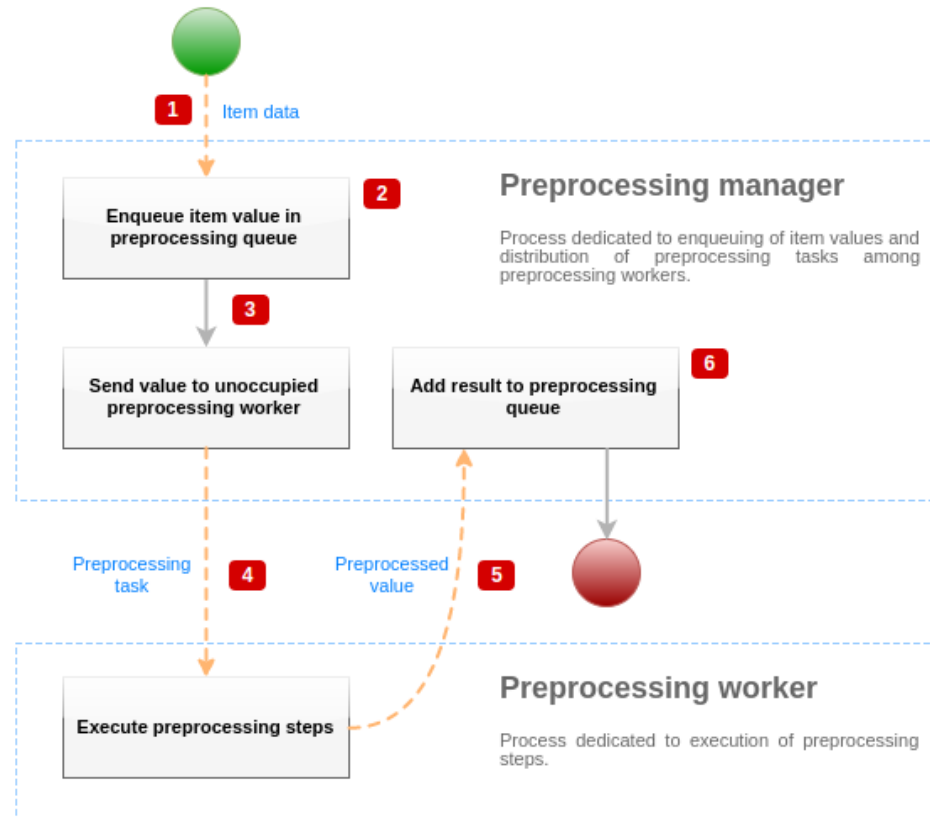 1
Item data
2
Preprocessing manager
Enqueue item value in
preprocessing queue
Process dedicated to enqueuing of item values and
distribution of preprocessing tasks among
preprocessing workers.
3
6
Send value to unoccupied
preprocessing worker
Add result to preprocessing
queue
Preprocessing
task
4
Preprocessed
value
5
Preprocessing worker
Execute preprocessing steps
Process dedicated to execution of preprocessing
steps.